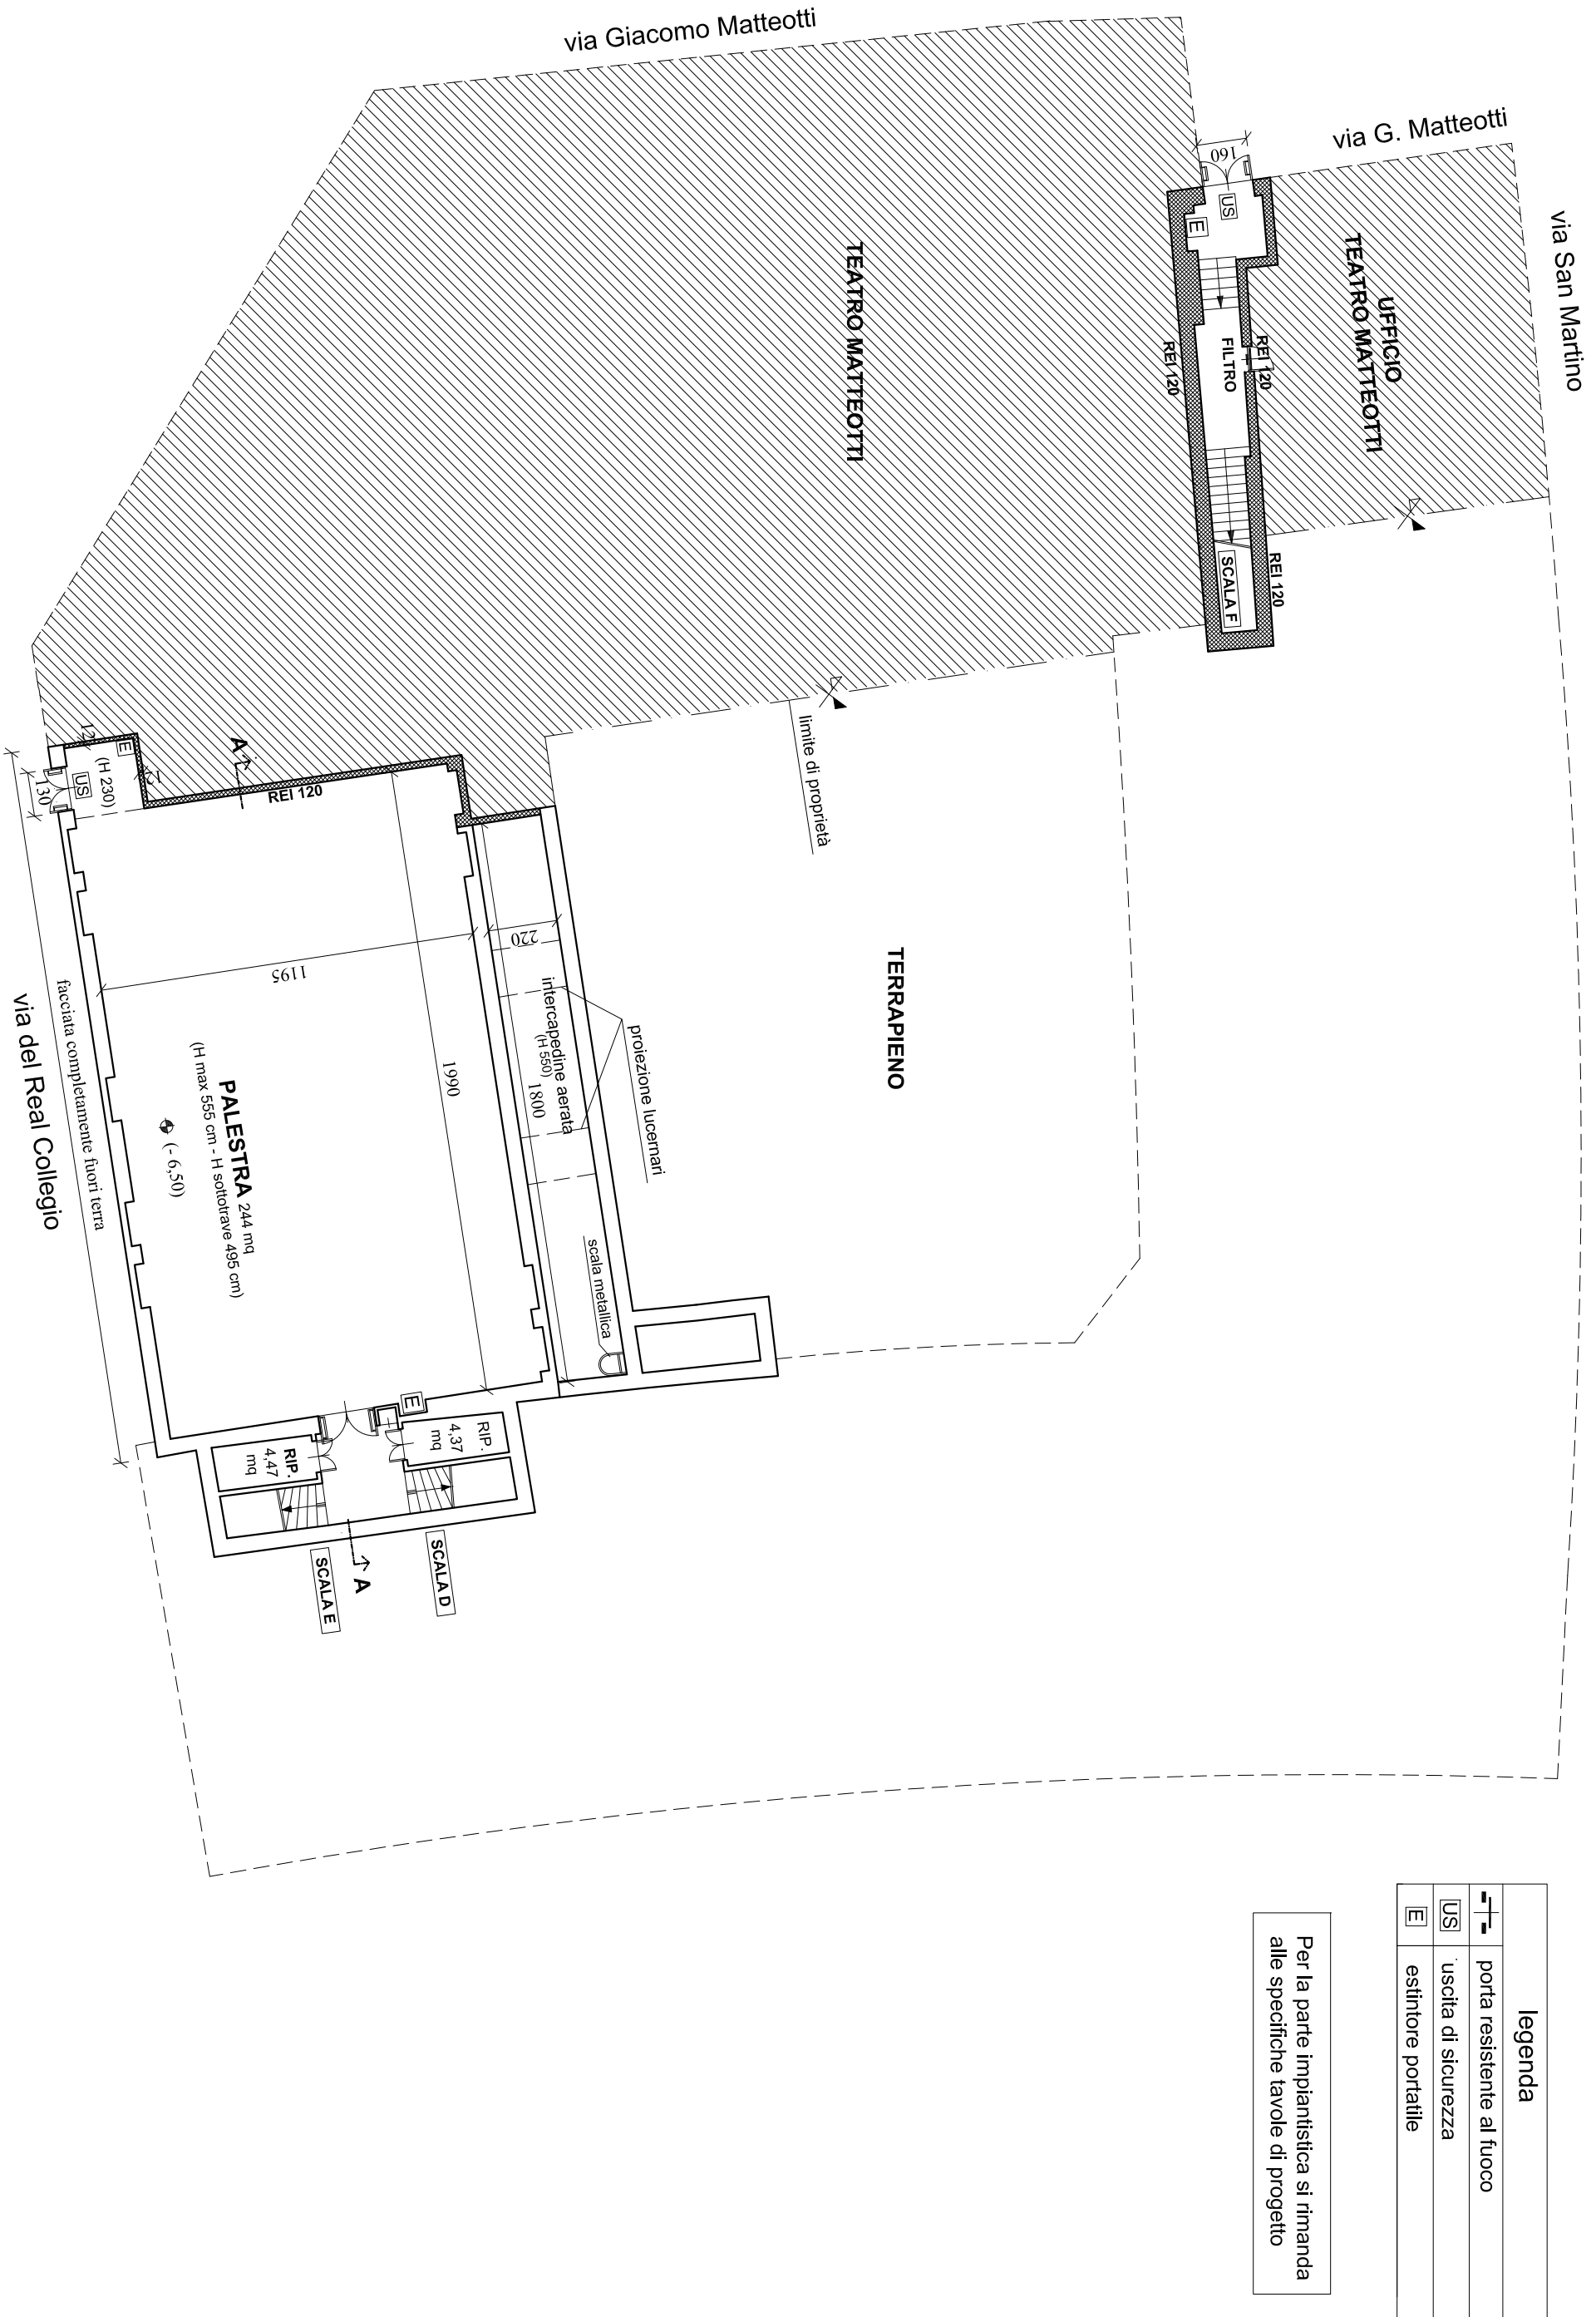 via Giacomo Matteotti
via G. Matteotti
via San Martino
160
US
E
TEATRO MATTEOTTI
UFFICIO
TEATRO MATTEOTTI
REI 120
FILTRO
REI 120
SCALA F
REI 120
limite di proprietà
TERRAPIENO
12
E
(H 230)
US
130
12
A
REI 120
220
1195
intercapedine aerata
(H 550)
1800
proiezione lucernari
1990
scala metallica
PALESTRA 244 mq
(H max 555 cm - H sottotrave 495 cm)
(- 6,50)
facciata completamente fuori terra
via del Real Collegio
E
RIP.
4,37
mq
RIP.
4,47
mq
SCALA D
A
SCALA E
legenda
porta resistente al fuoco
US
uscita di sicurezza
E
estintore portatile
Per la parte impiantistica si rimanda
alle specifiche tavole di progetto